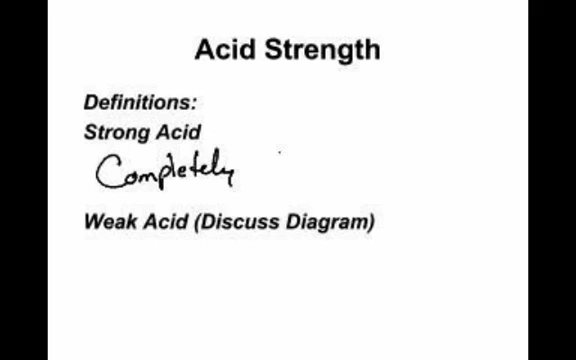 Acid Strength
Definitions:
Strong Acid
Completely
Weak Acid (Discuss Diagram)